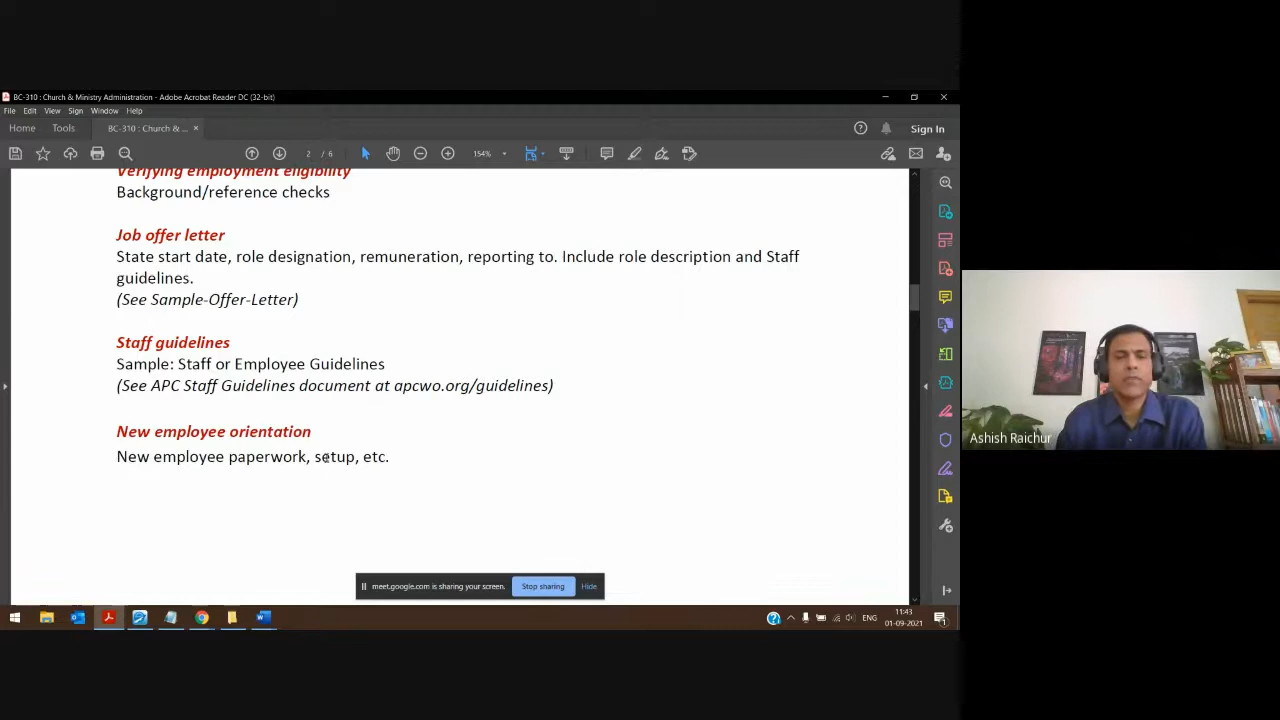 BC-310 : Church & Ministry Administration - Adobe Acrobat Reader DC (32-bit)
File Edit View Sign Window Help
Home Tools BC-310 : Church & ... × Sign In
2 / 6 154%
Verifying employment eligibility
Background/reference checks
Job offer letter
State start date, role designation, remuneration, reporting to. Include role description and Staff
guidelines.
(See Sample-Offer-Letter)
Staff guidelines
Sample: Staff or Employee Guidelines
(See APC Staff Guidelines document at apcwo.org/guidelines)
New employee orientation
New employee paperwork, setup, etc.
Ashish Raichur
meet.google.com is sharing your screen. Stop sharing Hide
ENG 11:43
01-09-2021